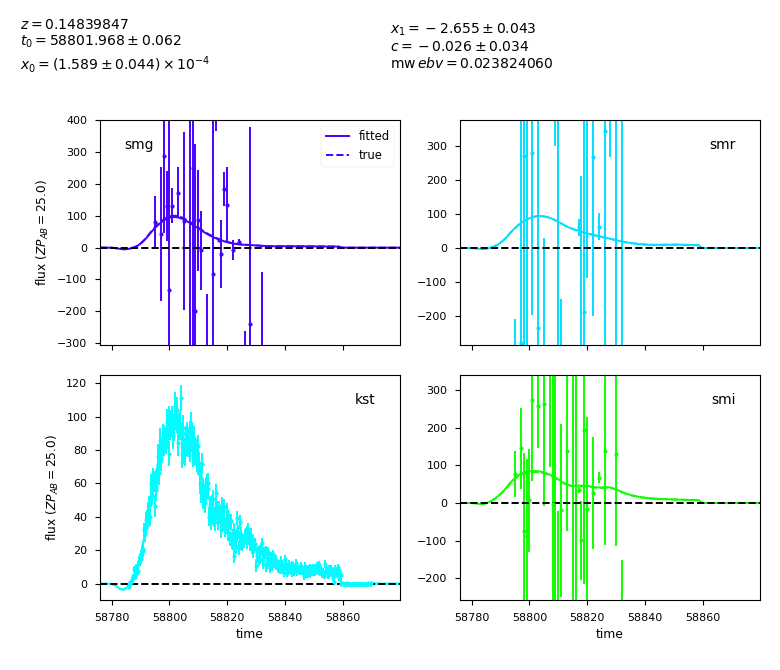 z = 0.14839847
t₀ = 58801.968 ± 0.062
x₀ = (1.589 ± 0.044) × 10⁻⁴
x₁ = −2.655 ± 0.043
c = −0.026 ± 0.034
mw ebv = 0.023824060
smg
fitted
true
400
300
200
100
0
−100
−200
−300
flux (ZP_AB = 25.0)
smr
300
200
100
0
−100
−200
kst
120
100
80
60
40
20
0
flux (ZP_AB = 25.0)
58780 58800 58820 58840 58860
time
smi
300
200
100
0
−100
−200
58780 58800 58820 58840 58860
time